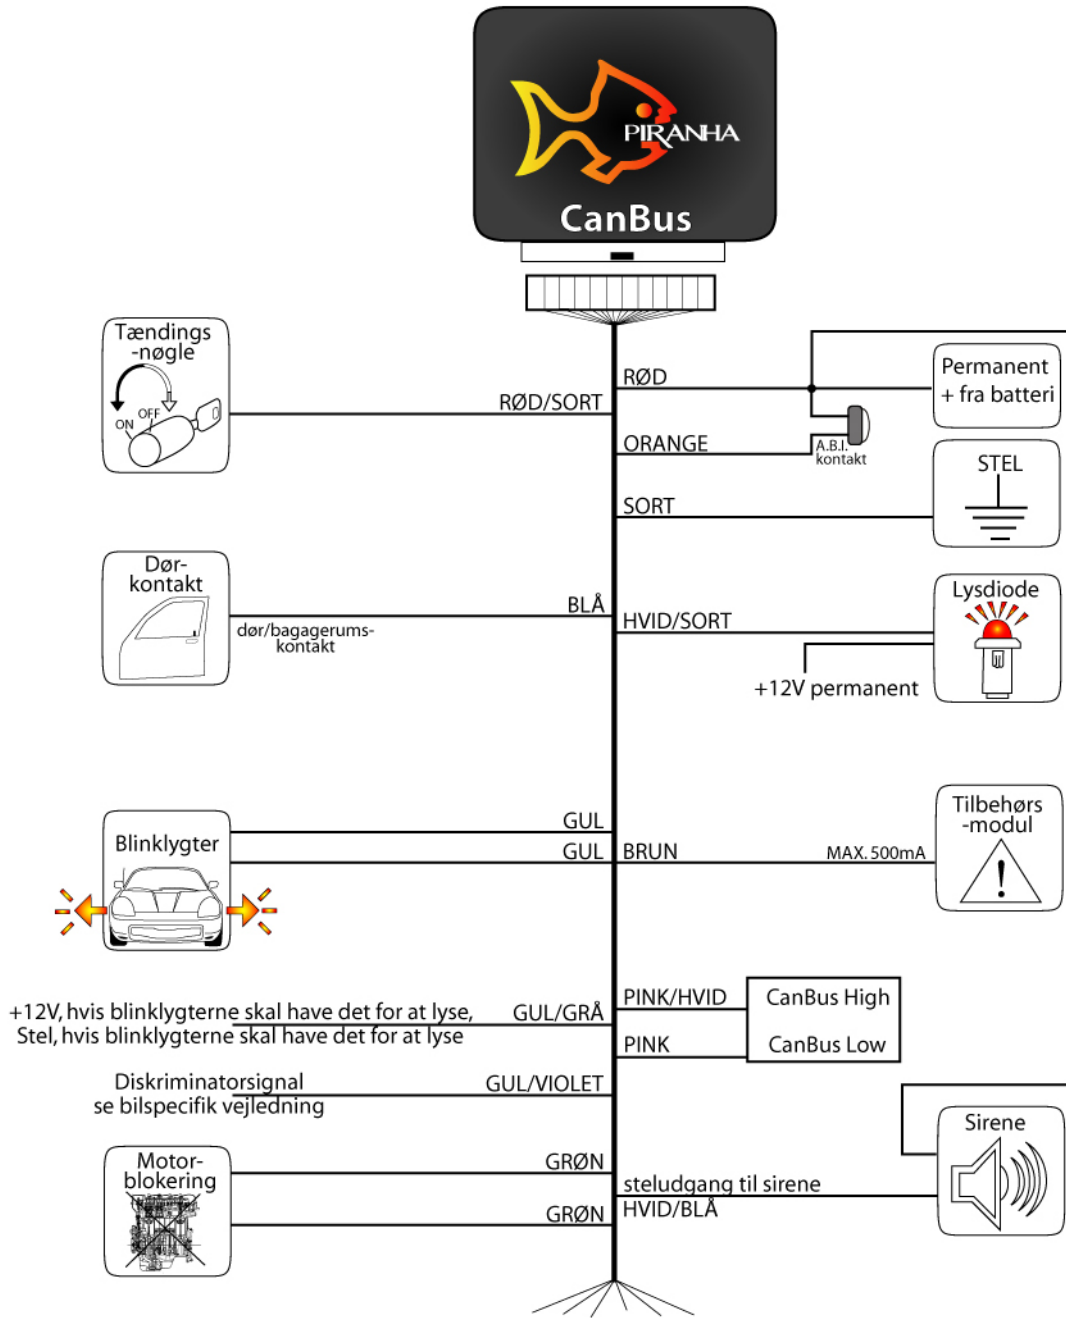 PIRANHA
CanBus
Tændings
-nøgle
ON
OFF
RØD/SORT
RØD
Permanent
+ fra batteri
ORANGE
A.B.I.
kontakt
STEL
SORT
Dør-
kontakt
BLÅ
dør/bagagerums-
kontakt
HVID/SORT
Lysdiode
+12V permanent
Blinklygter
GUL
GUL
BRUN
MAX. 500mA
Tilbehørs
-modul
+12V, hvis blinklygterne skal have det for at lyse,
Stel, hvis blinklygterne skal have det for at lyse
GUL/GRÅ
PINK/HVID
CanBus High
PINK
CanBus Low
Diskriminatorsignal
se bilspecifik vejledning
GUL/VIOLET
Motor-
blokering
GRØN
GRØN
steludgang til sirene
HVID/BLÅ
Sirene